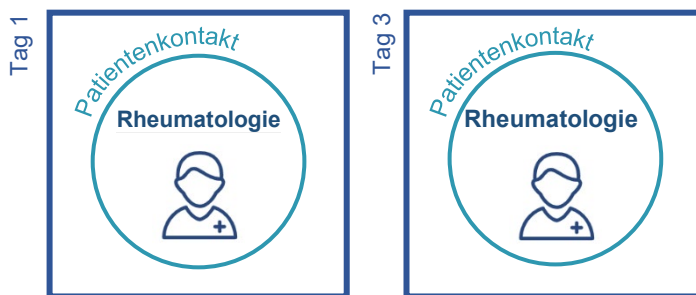 Tag 1
Patientenkontakt
Rheumatologie
Tag 3
Patientenkontakt
Rheumatologie